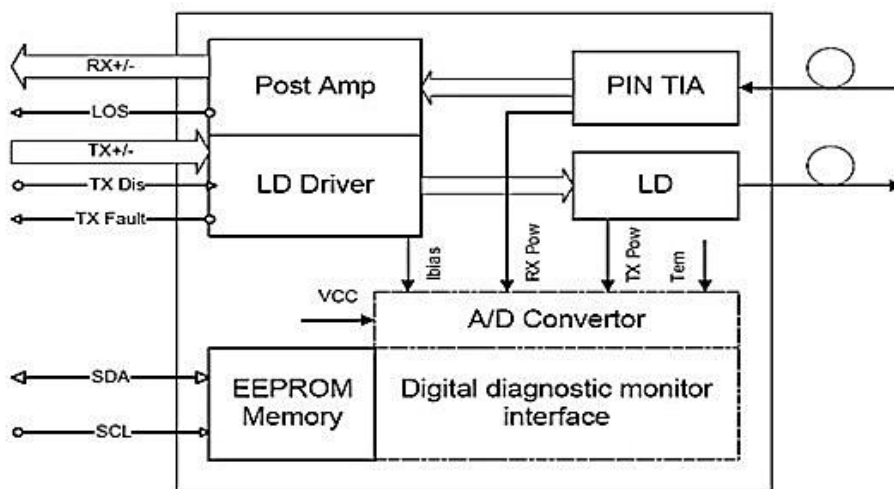 RX+/-
Post Amp
PIN TIA
LOS
TX+/-
TX Dis
LD Driver
LD
TX Fault
Ibias
RX Pow
TX Pow
Tem
VCC
A/D Convertor
SDA
EEPROM
Memory
Digital diagnostic monitor
interface
SCL